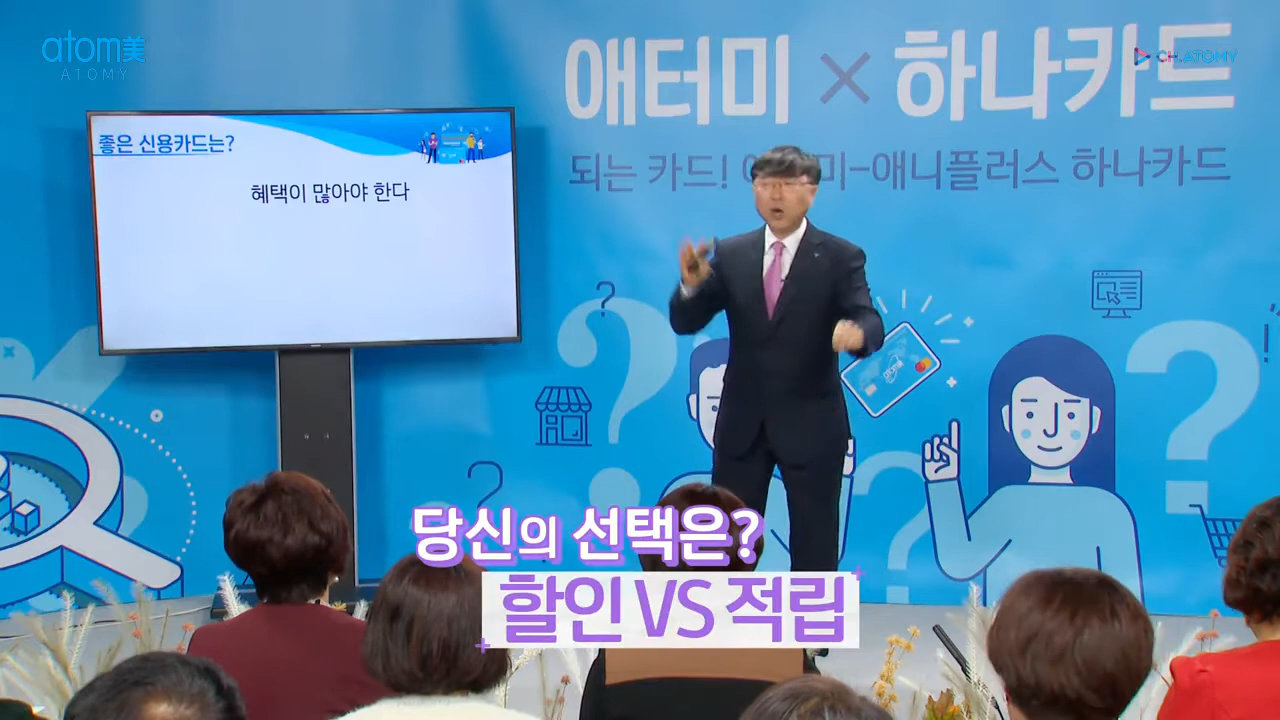 atom美
ATOMY
CH.ATOMY
애터미 × 하나카드
되는 카드! 미-애니플러스 하나카드
좋은 신용카드는?
혜택이 많아야 한다
당신의 선택은?
할인 VS 적립